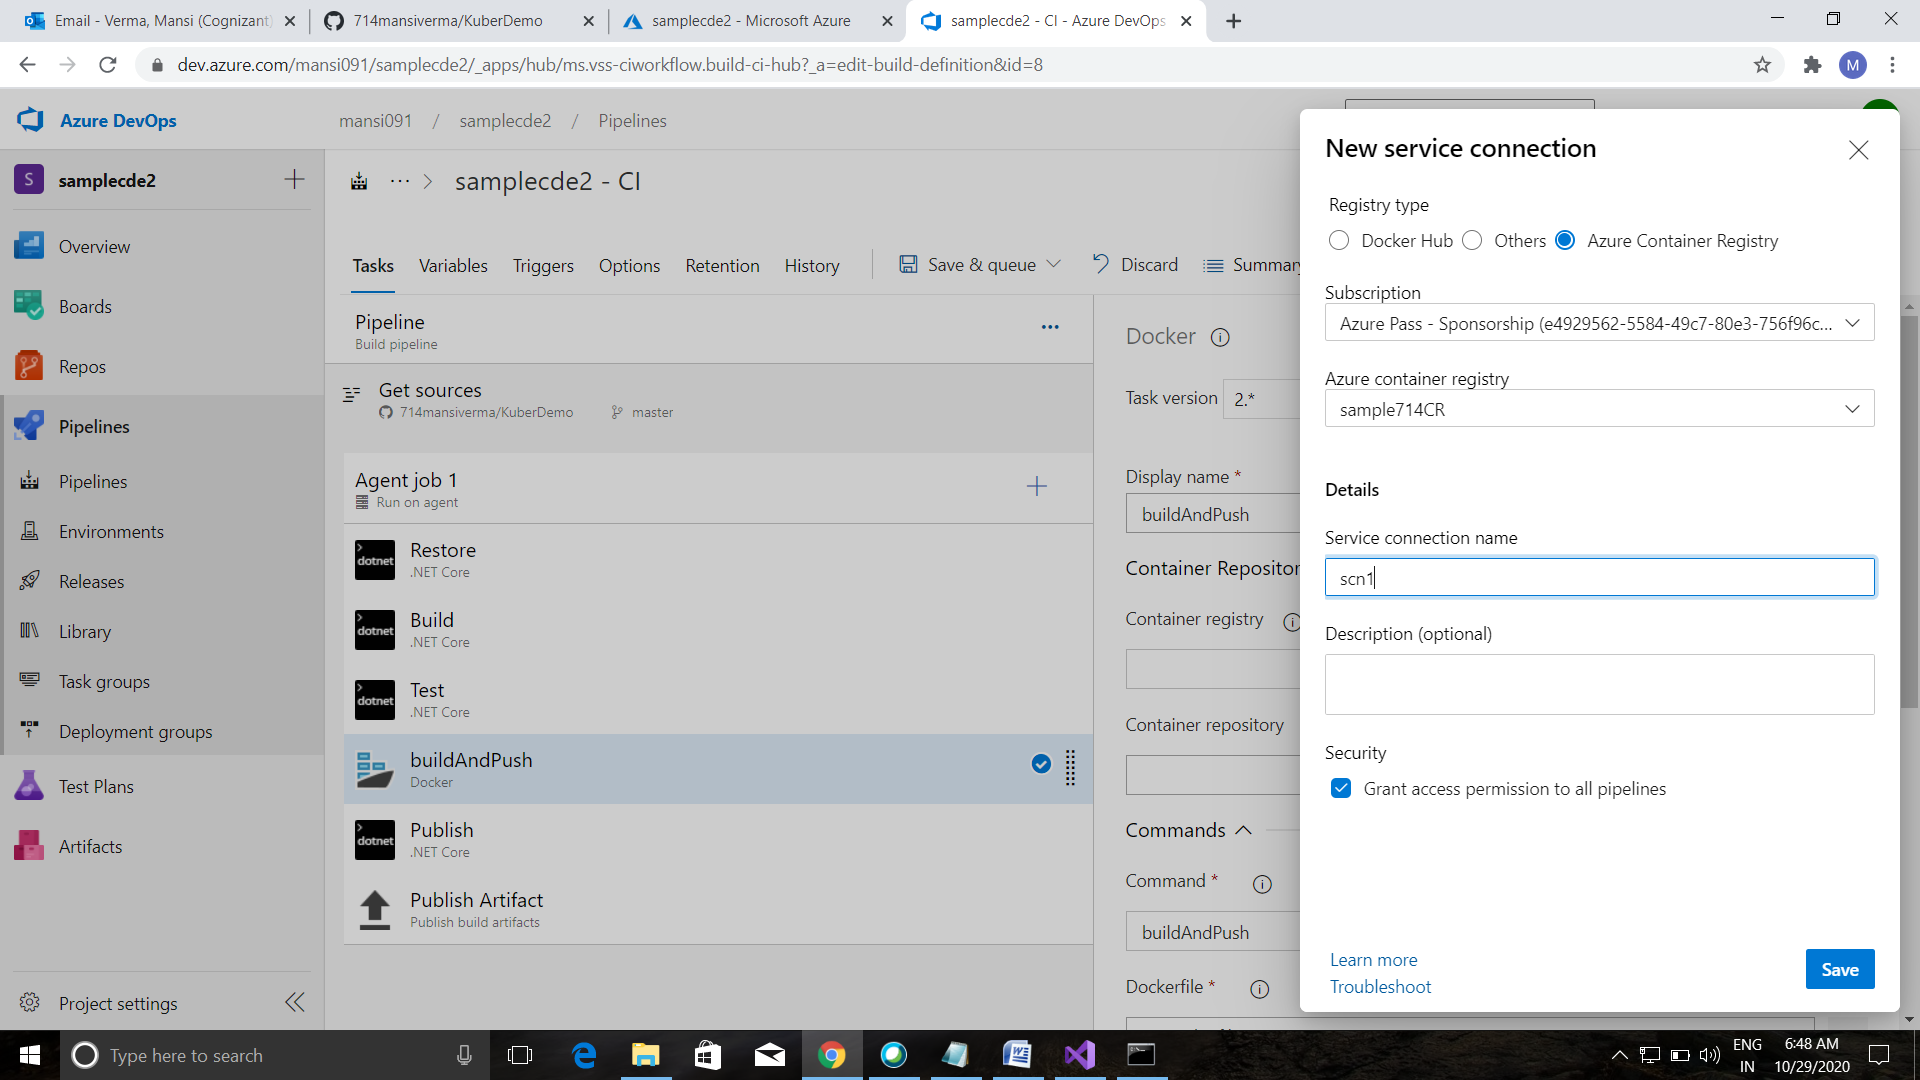 Email - Verma, Mansi (Cognizant)
714mansiverma/KuberDemo
samplecde2 - Microsoft Azure
samplecde2 - CI - Azure DevOps
dev.azure.com/mansi091/samplecde2/_apps/hub/ms.vss-ciworkflow.build-ci-hub?_a=edit-build-definition&id=8
M
Azure DevOps
mansi091 / samplecde2 / Pipelines
S samplecde2
Overview
Boards
Repos
Pipelines
Pipelines
Environments
Releases
Library
Task groups
Deployment groups
Test Plans
Artifacts
Project settings
samplecde2 - CI
Tasks Variables Triggers Options Retention History Save & queue Discard Summary
Pipeline
Build pipeline
Get sources
714mansiverma/KuberDemo master
Agent job 1
Run on agent
dotnet
Restore
.NET Core
dotnet
Build
.NET Core
dotnet
Test
.NET Core
buildAndPush
Docker
dotnet
Publish
.NET Core
Publish Artifact
Publish build artifacts
Docker
Task version 2.*
Display name *
buildAndPush
Container Repositor
Container registry
Container repository
Commands
Command *
buildAndPush
Dockerfile *
New service connection
Registry type
Docker Hub Others Azure Container Registry
Subscription
Azure Pass - Sponsorship (e4929562-5584-49c7-80e3-756f96c...
Azure container registry
sample714CR
Details
Service connection name
scn1
Description (optional)
Security
Grant access permission to all pipelines
Learn more
Troubleshoot
Save
Type here to search
ENG
IN
6:48 AM
10/29/2020